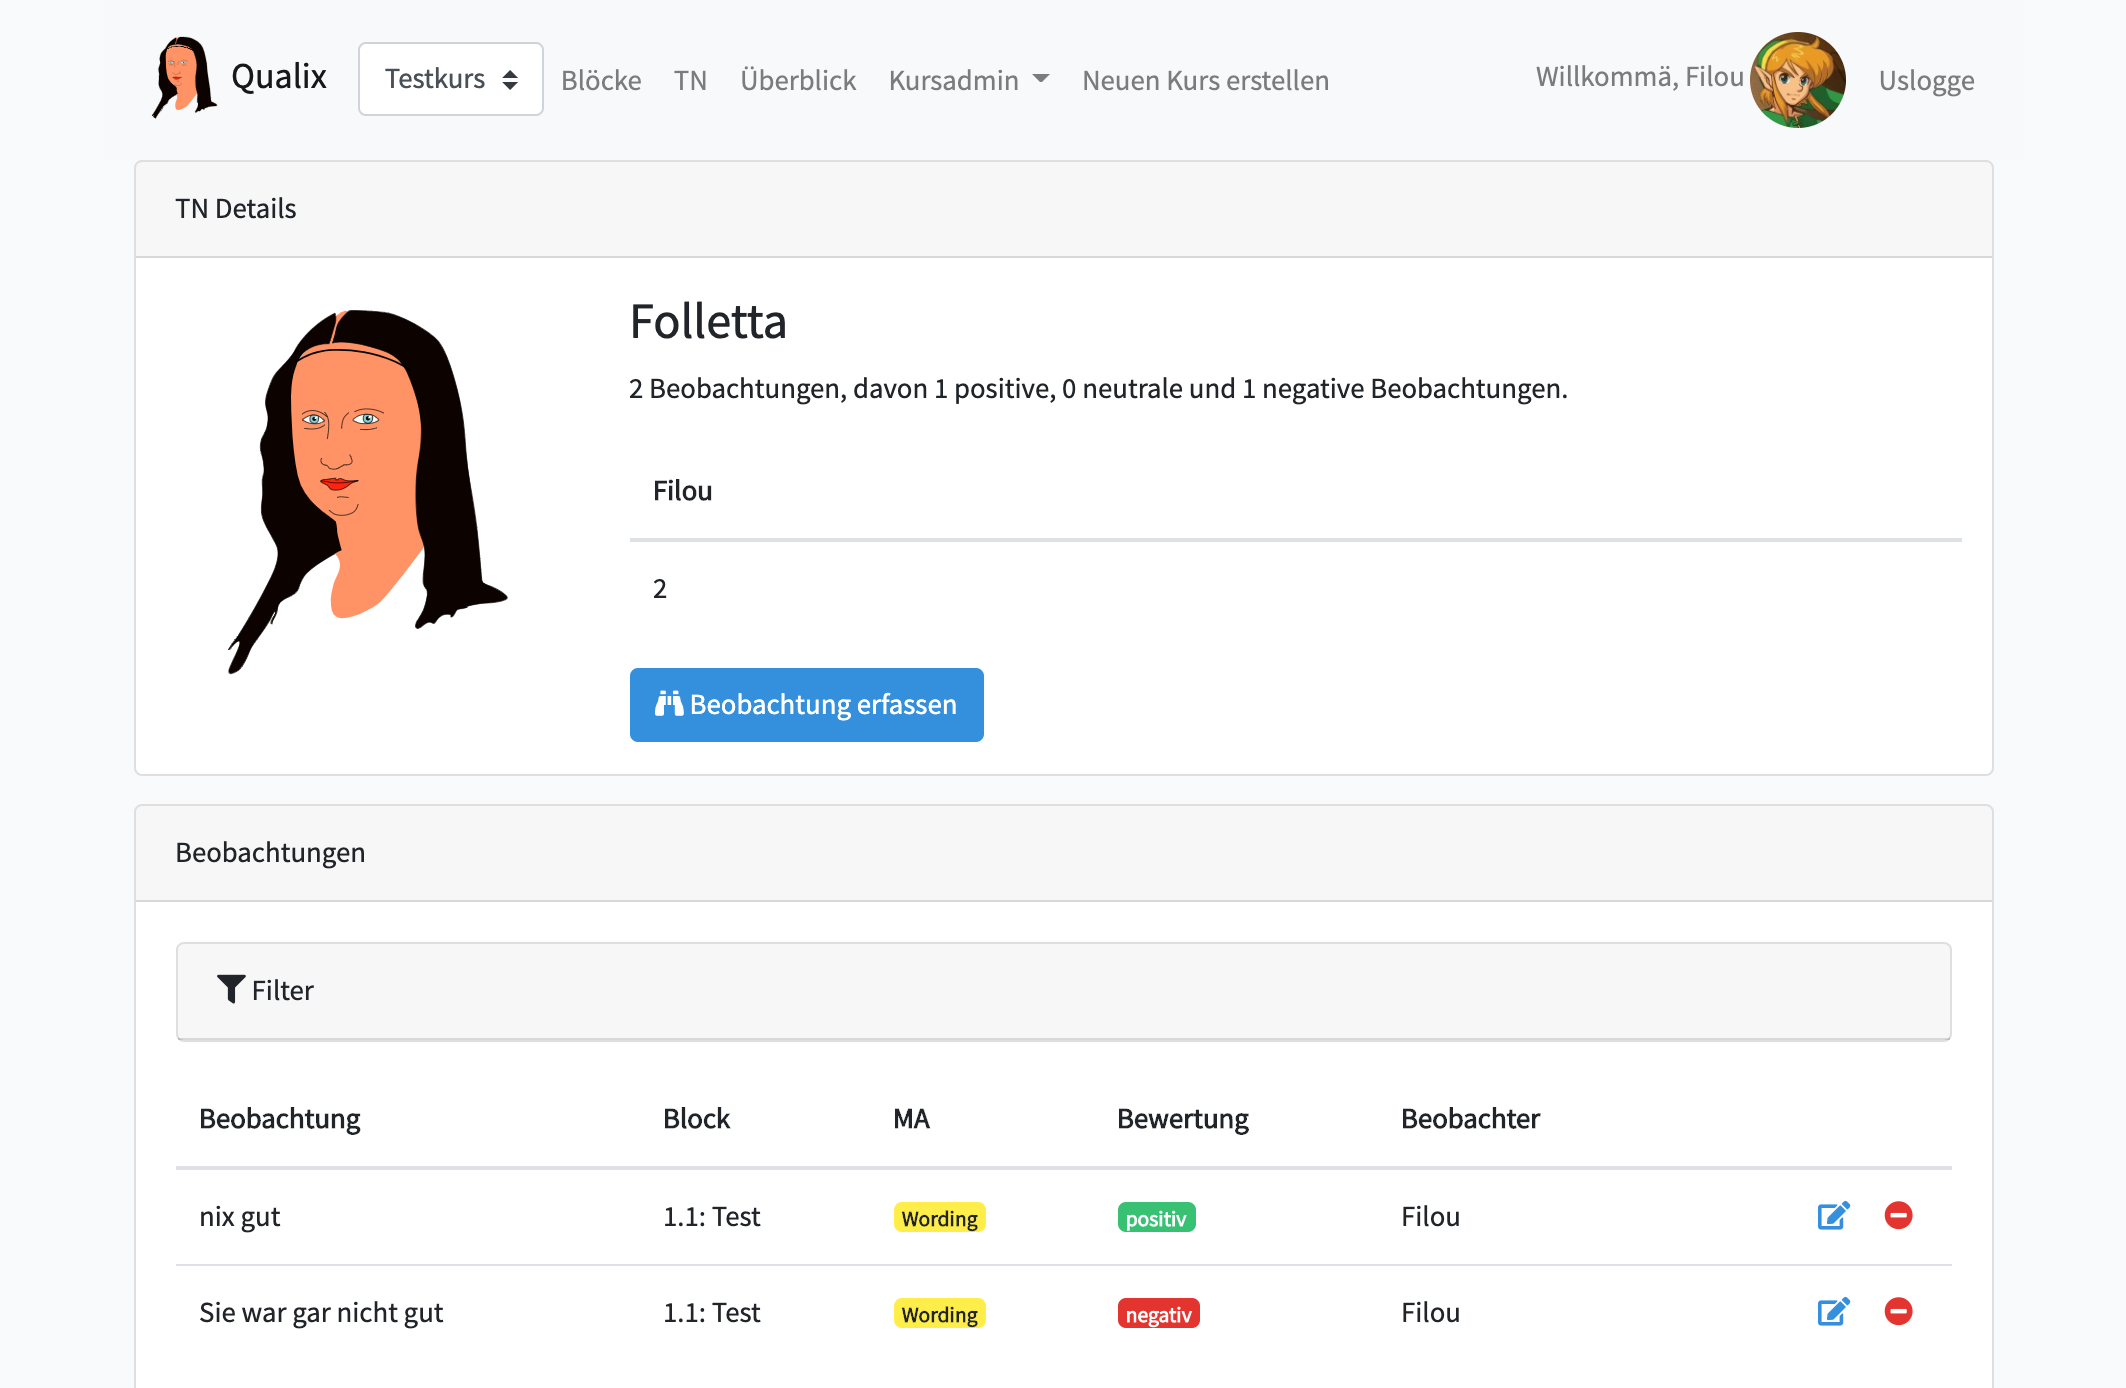 Qualix Testkurs Blöcke TN Überblick Kursadmin Neuen Kurs erstellen Willkommä, Filou Uslogge
TN Details
Folletta
2 Beobachtungen, davon 1 positive, 0 neutrale und 1 negative Beobachtungen.
Filou
2
Beobachtung erfassen
Beobachtungen
Filter
Beobachtung Block MA Bewertung Beobachter
nix gut 1.1: Test Wording positiv Filou
Sie war gar nicht gut 1.1: Test Wording negativ Filou